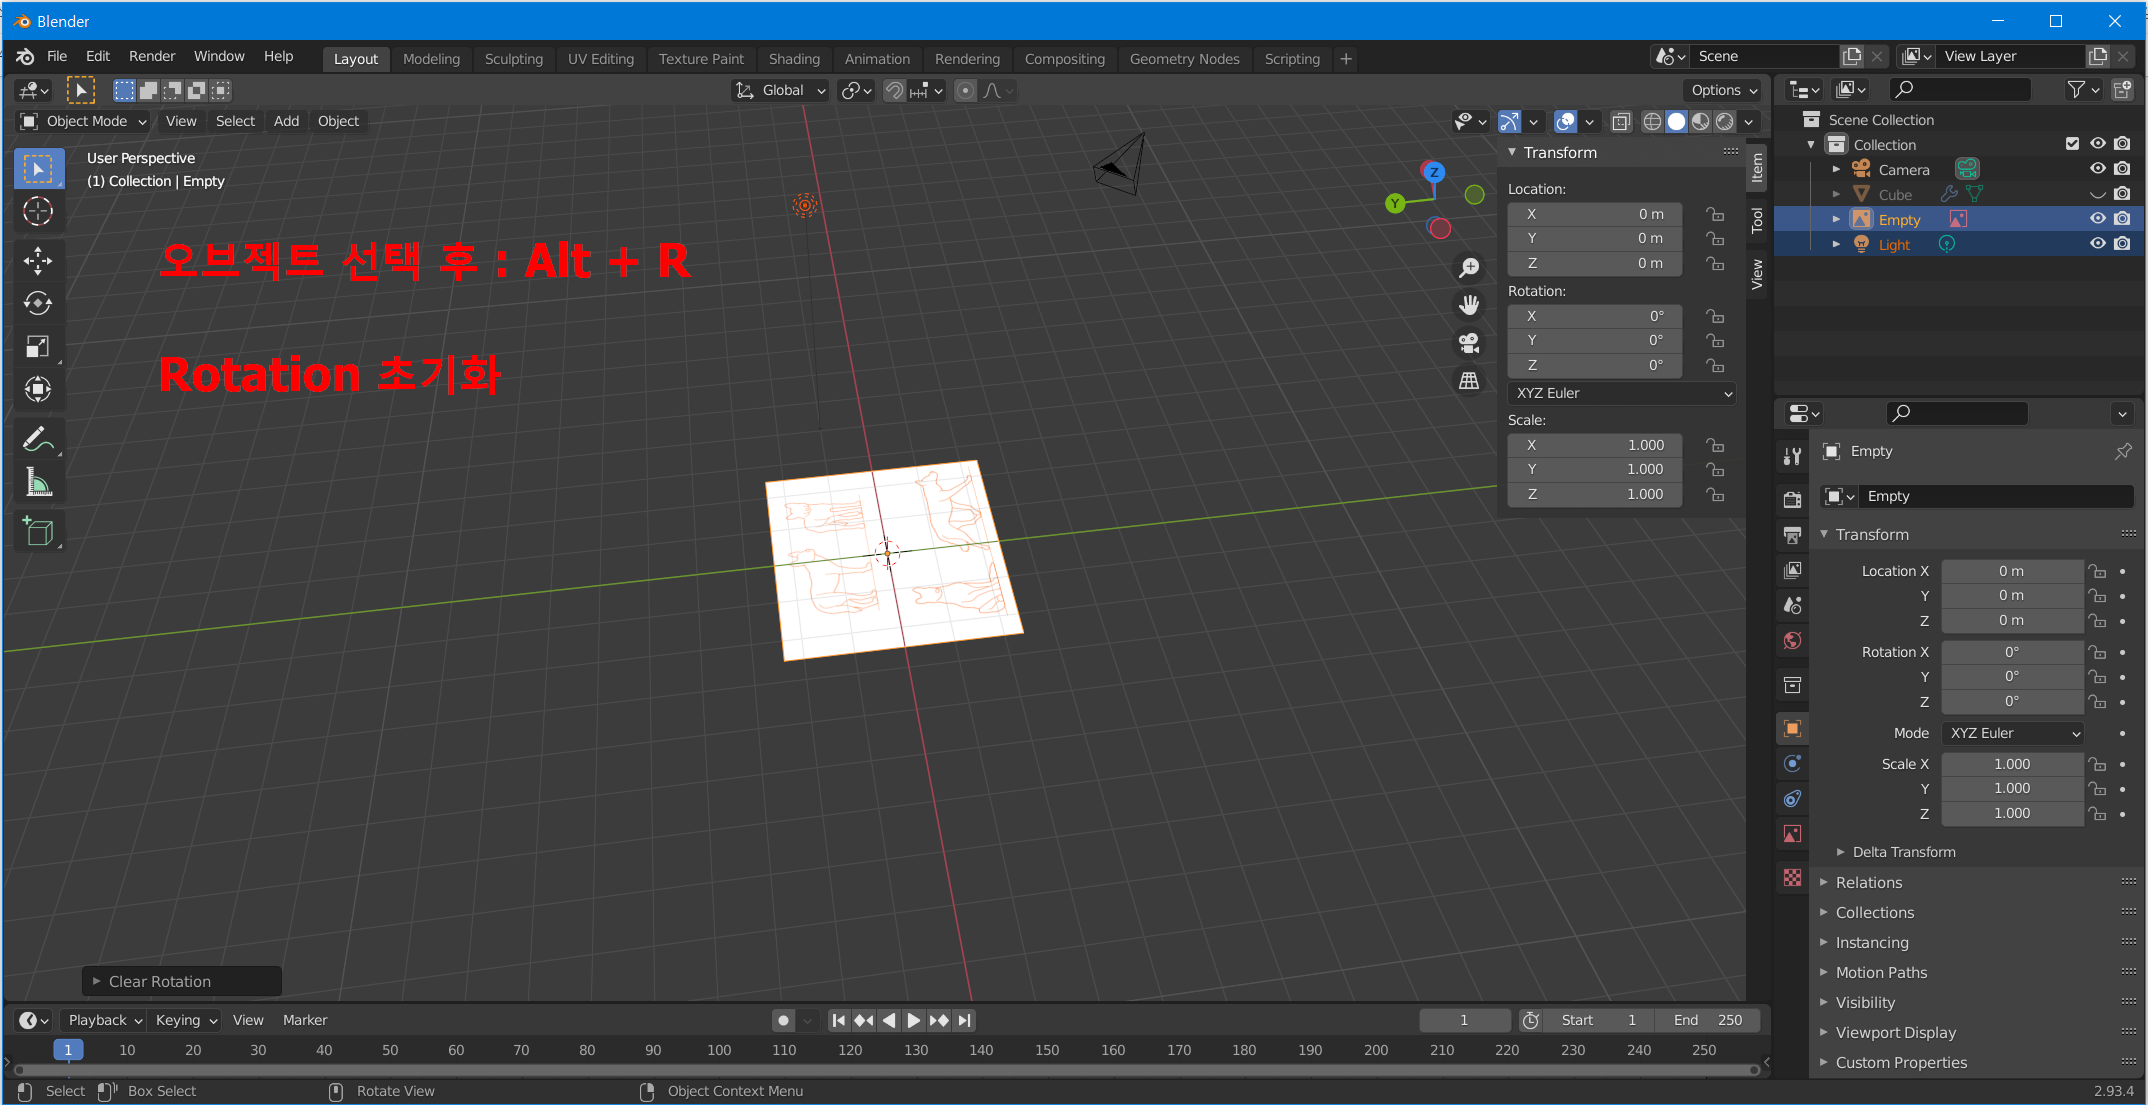 Blender
File Edit Render Window Help Layout Modeling Sculpting UV Editing Texture Paint Shading Animation Rendering Compositing Geometry Nodes Scripting + Scene View Layer
Global Options
Object Mode View Select Add Object
User Perspective
(1) Collection | Empty
오브젝트 선택 후 : Alt + R
Rotation 초기화
Clear Rotation
Z
Y
Transform
Location:
X 0 m
Y 0 m
Z 0 m
Rotation:
X 0°
Y 0°
Z 0°
XYZ Euler
Scale:
X 1.000
Y 1.000
Z 1.000
Item
Tool
View
Scene Collection
Collection
Camera
Cube
Empty
Light
Empty
Empty
Transform
Location X 0 m
Y 0 m
Z 0 m
Rotation X 0°
Y 0°
Z 0°
Mode XYZ Euler
Scale X 1.000
Y 1.000
Z 1.000
Delta Transform
Relations
Collections
Instancing
Motion Paths
Visibility
Viewport Display
Custom Properties
Playback Keying View Marker 1 Start 1 End 250
1 10 20 30 40 50 60 70 80 90 100 110 120 130 140 150 160 170 180 190 200 210 220 230 240 250
Select Box Select Rotate View Object Context Menu 2.93.4